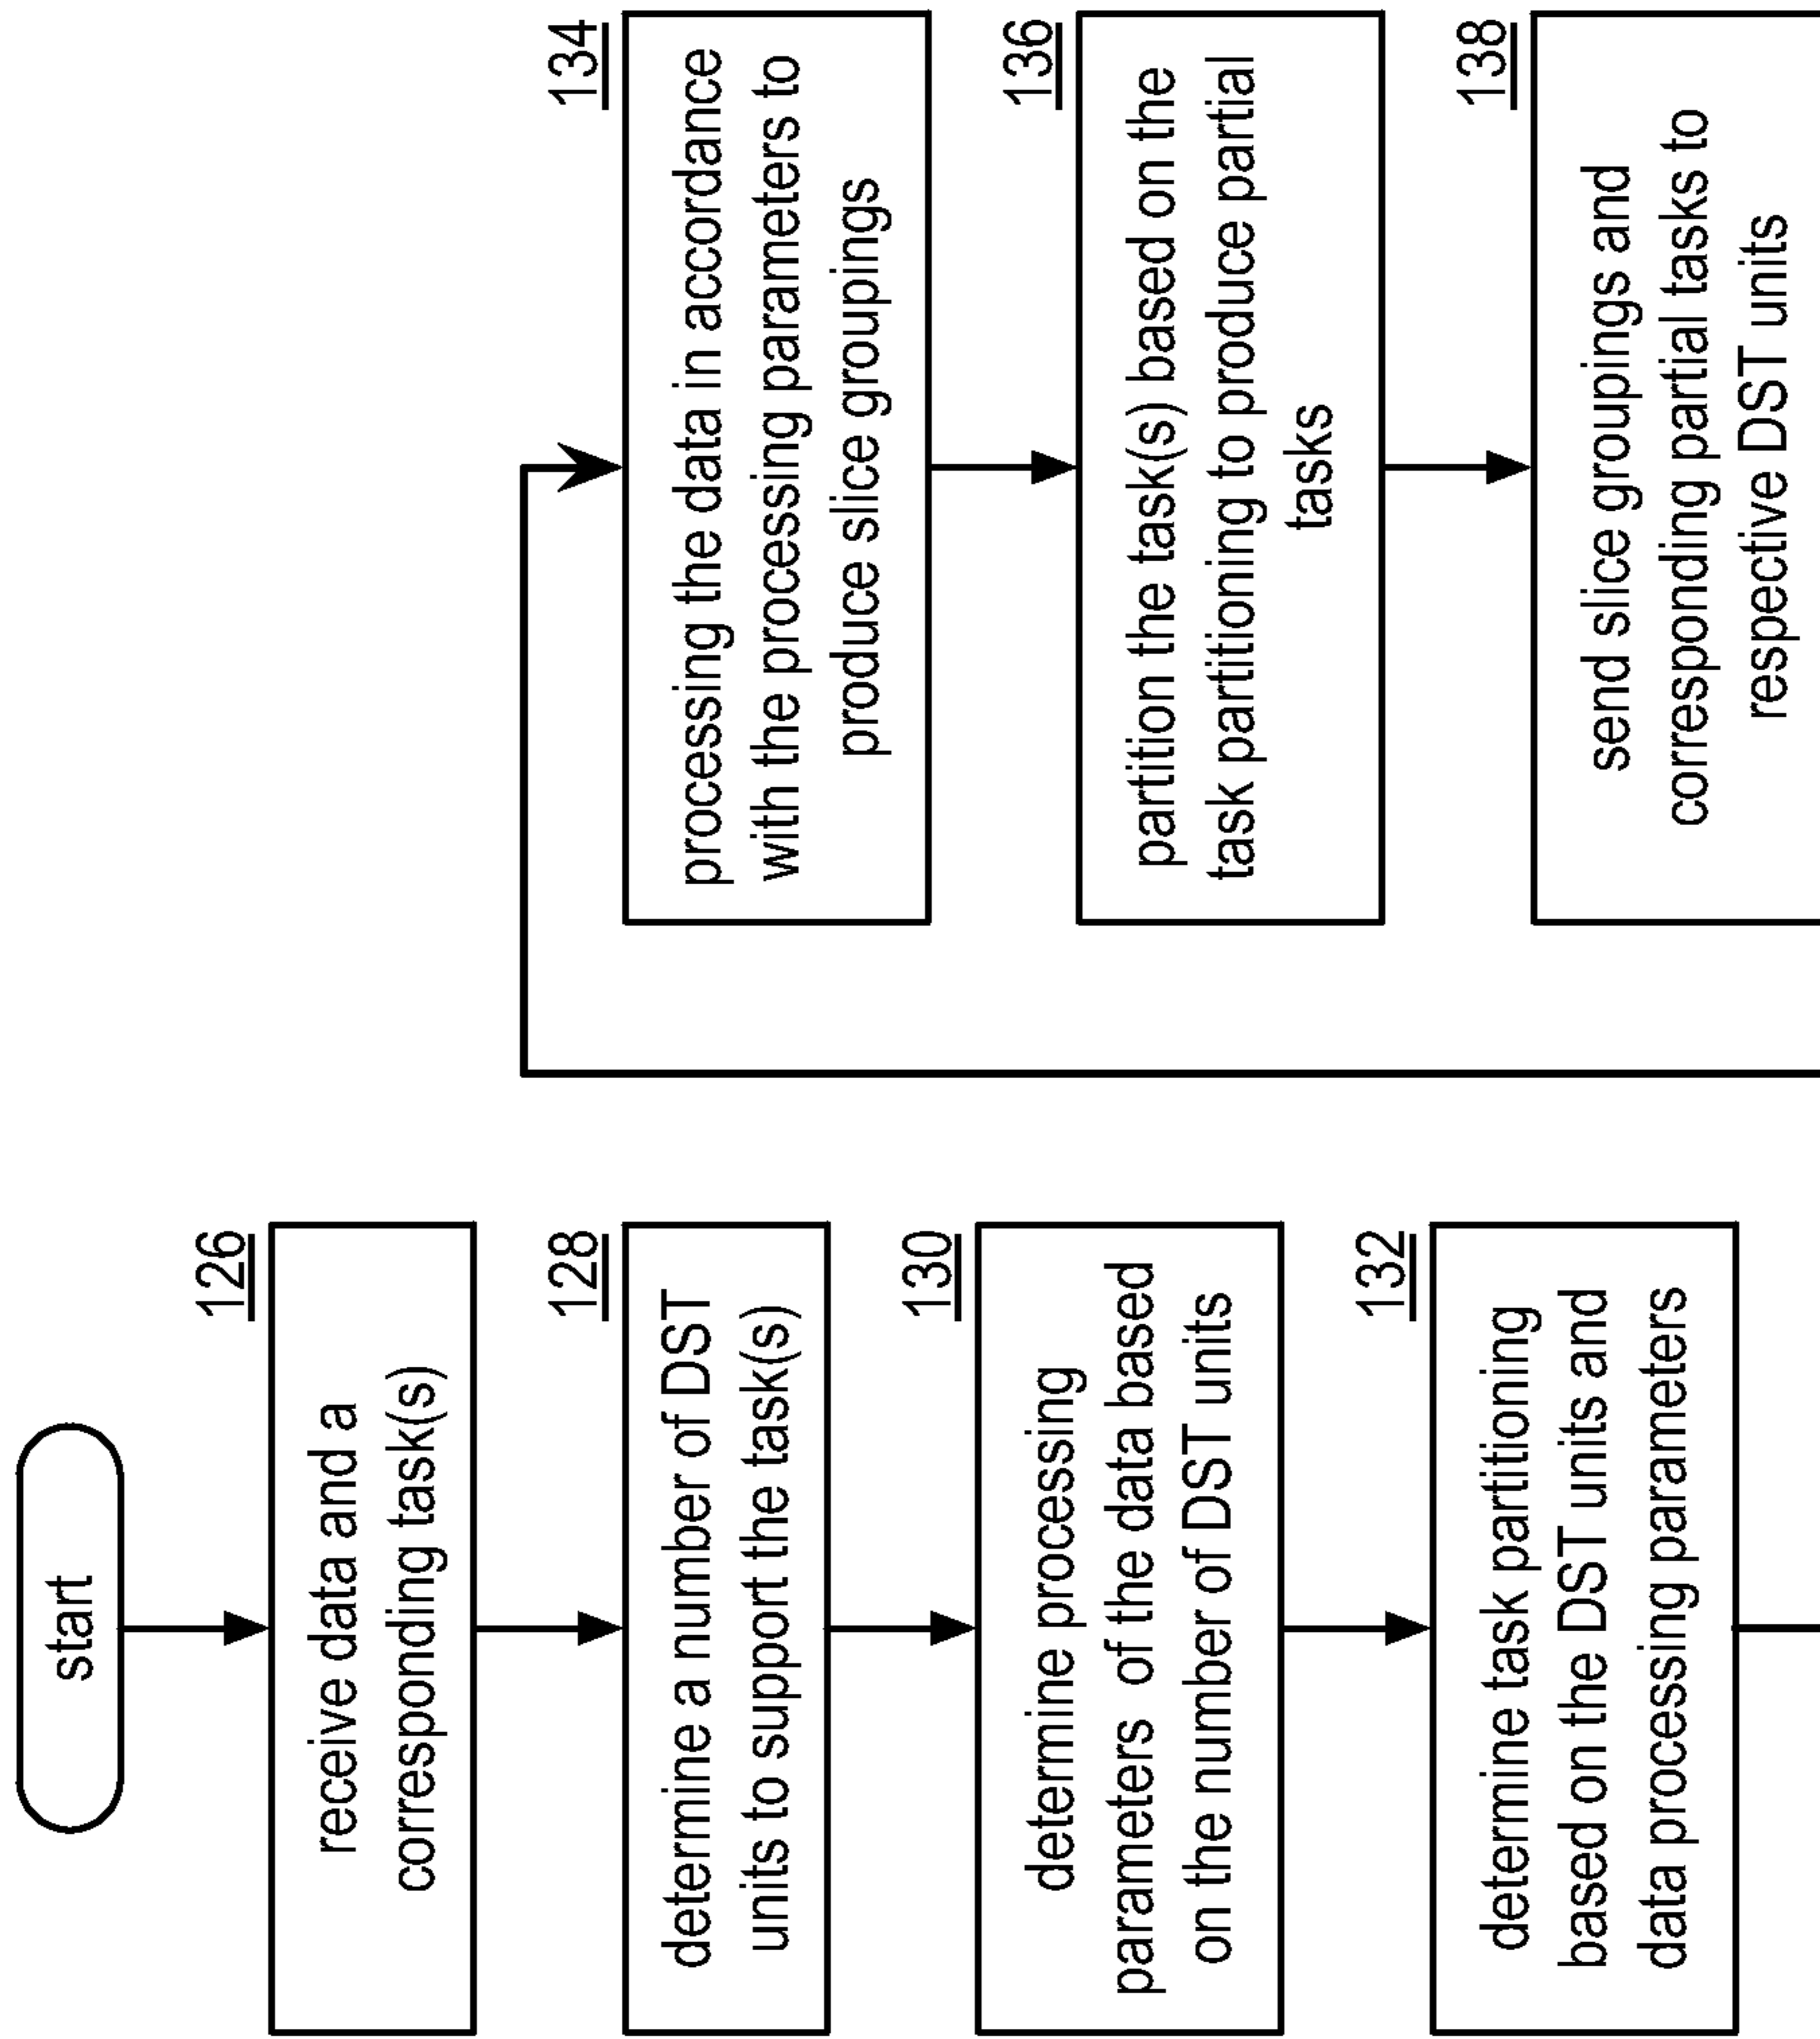 start
126
receive data and a
corresponding task(s)
128
determine a number of DST
units to support the task(s)
130
determine processing
parameters of the data based
on the number of DST units
132
determine task partitioning
based on the DST units and
data processing parameters
134
processing the data in accordance
with the processing parameters to
produce slice groupings
136
partition the task(s) based on the
task partitioning to produce partial
tasks
138
send slice groupings and
corresponding partial tasks to
respective DST units